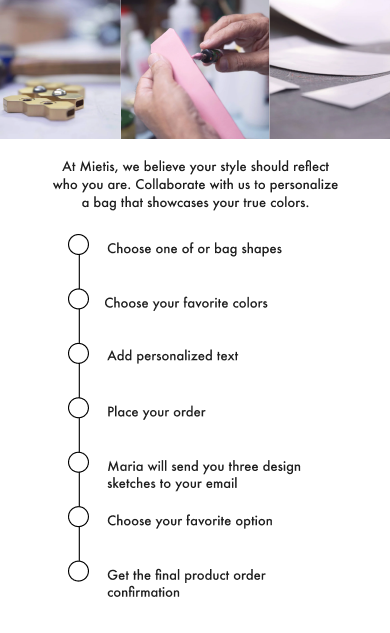 At Mietis, we believe your style should reflect
who you are. Collaborate with us to personalize
a bag that showcases your true colors.
Choose one of or bag shapes
Choose your favorite colors
Add personalized text
Place your order
Maria will send you three design
sketches to your email
Choose your favorite option
Get the final product order
confirmation